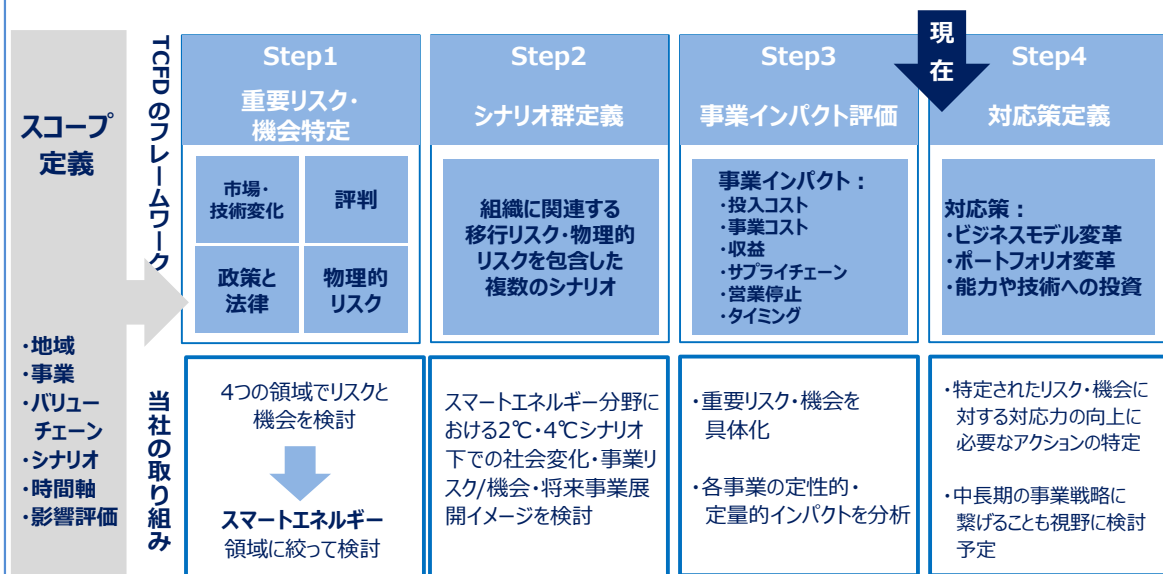 スコープ
定義
・地域
・事業
・バリュー
チェーン
・シナリオ
・時間軸
・影響評価
TCFDのフレームワーク
Step1
重要リスク・
機会特定
市場・
技術変化
評判
政策と
法律
物理的
リスク
Step2
シナリオ群定義
組織に関連する
移行リスク・物理的
リスクを包含した
複数のシナリオ
Step3
事業インパクト評価
事業インパクト：
・投入コスト
・事業コスト
・収益
・サプライチェーン
・営業停止
・タイミング
現
在
Step4
対応策定義
対応策：
・ビジネスモデル変革
・ポートフォリオ変革
・能力や技術への投資
当社の取り組み
4つの領域でリスクと
機会を検討
スマートエネルギー
領域に絞って検討
スマートエネルギー分野に
おける2℃・4℃シナリオ
下での社会変化・事業リ
スク/機会・将来事業展
開イメージを検討
・重要リスク・機会を
具体化
・各事業の定性的・
定量的インパクトを分析
・特定されたリスク・機会に
対する対応力の向上に
必要なアクションの特定
・中長期の事業戦略に
繋げることも視野に検討
予定